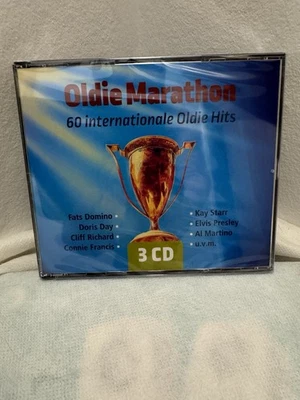 Oldie Marathon
60 internationale Oldie Hits
Fats Domino •
Doris Day •
Cliff Richard •
Connie Francis •
• Kay Starr
• Elvis Presley
• Al Martino
• u.v.m.
3 CD